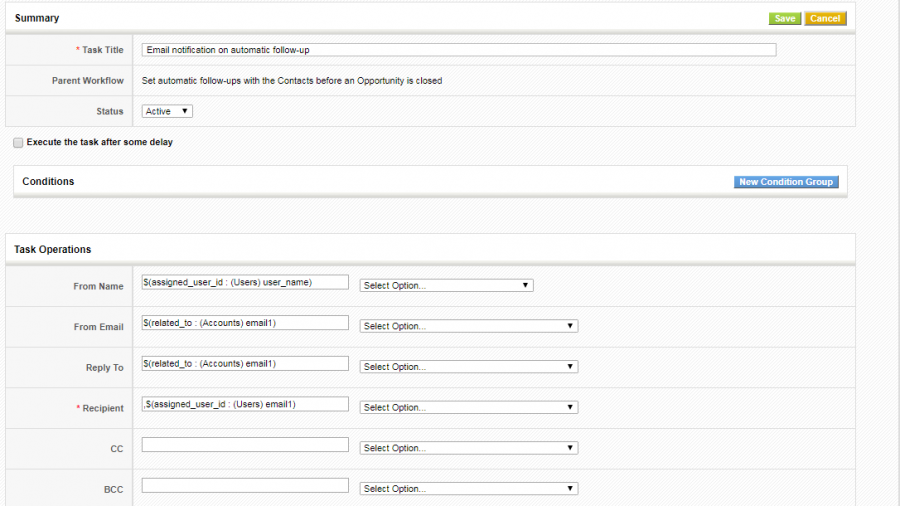 Summary Save Cancel
* Task Title Email notification on automatic follow-up
Parent Workflow Set automatic follow-ups with the Contacts before an Opportunity is closed
Status Active
Execute the task after some delay
Conditions New Condition Group
Task Operations
From Name $(assigned_user_id : (Users) user_name) Select Option...
From Email $(related_to : (Accounts) email1) Select Option...
Reply To $(related_to : (Accounts) email1) Select Option...
* Recipient ,$(assigned_user_id : (Users) email1) Select Option...
CC Select Option...
BCC Select Option...